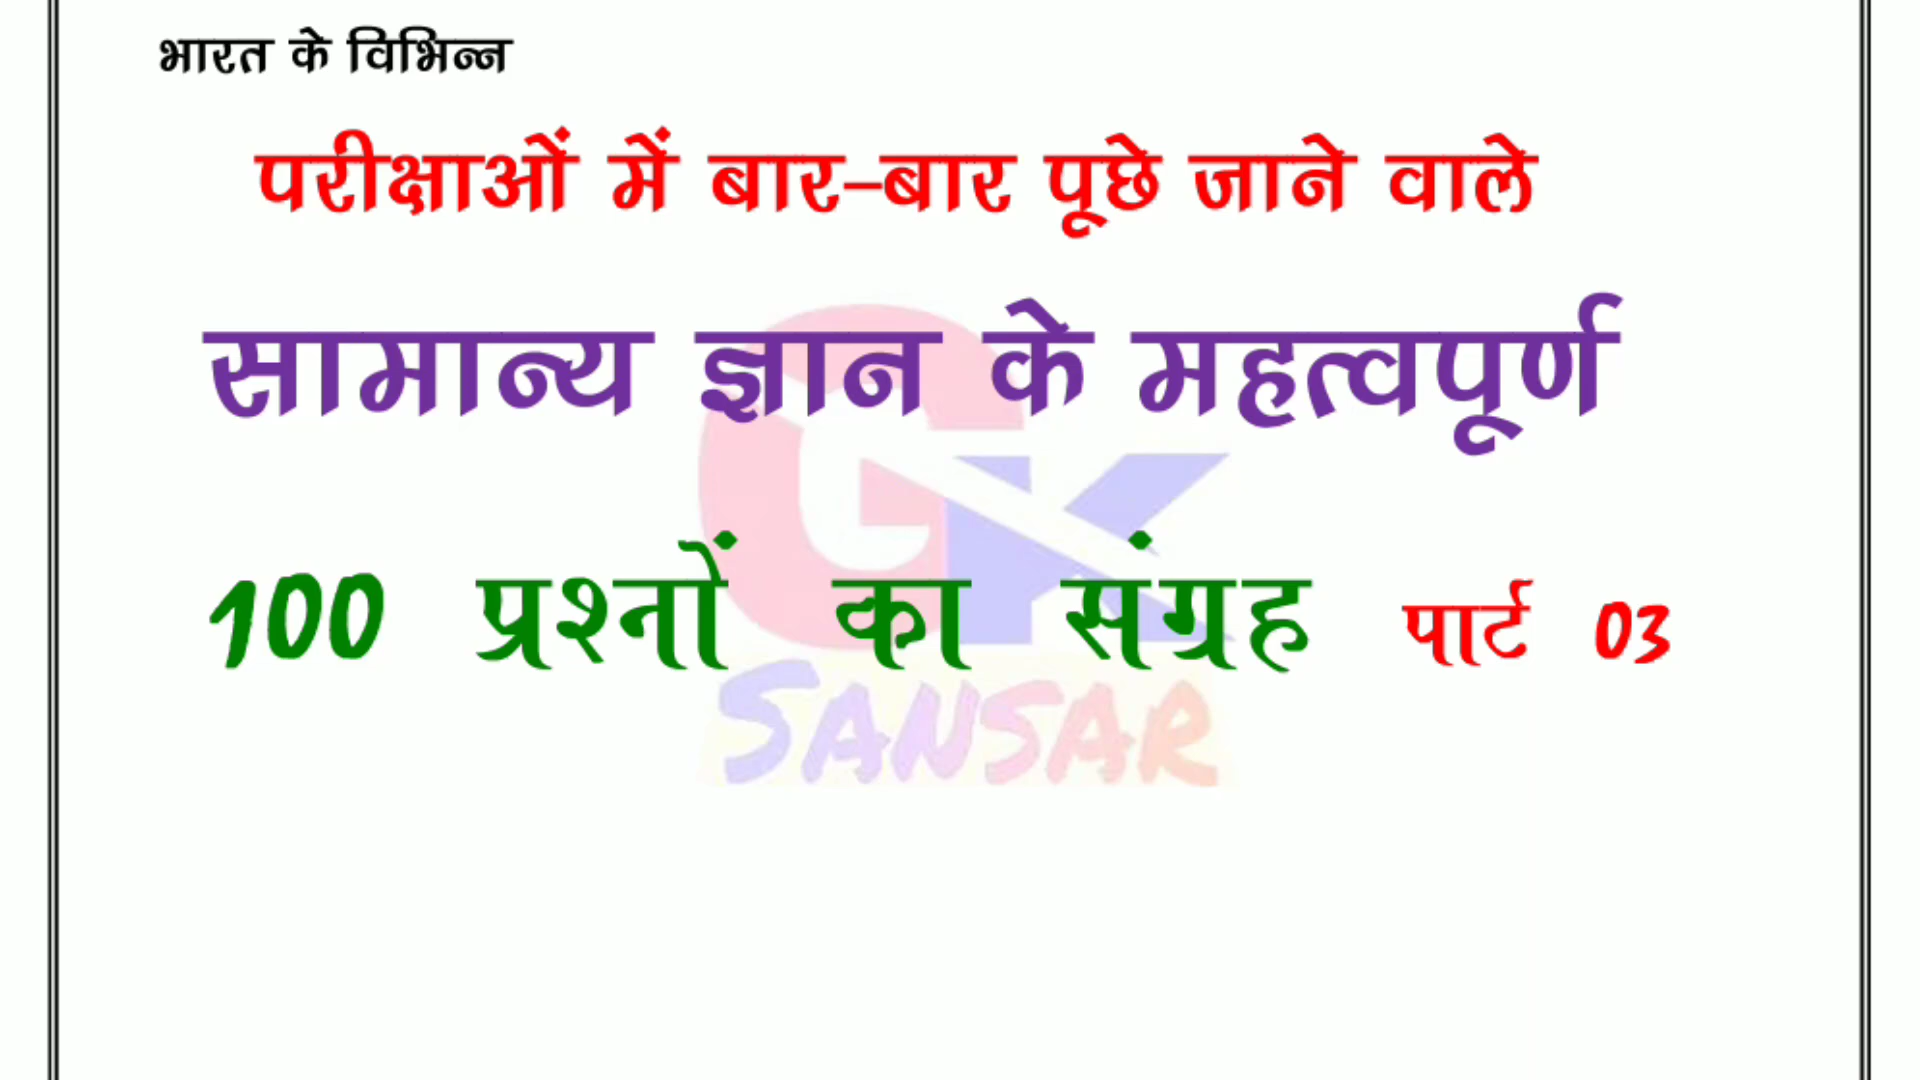 भारत के विभिन्न
परीक्षाओं में बार–बार पूछे जाने वाले
सामान्य ज्ञान के महत्वपूर्ण
100 प्रश्नों का संग्रह पार्ट 03
GK
SANSAR